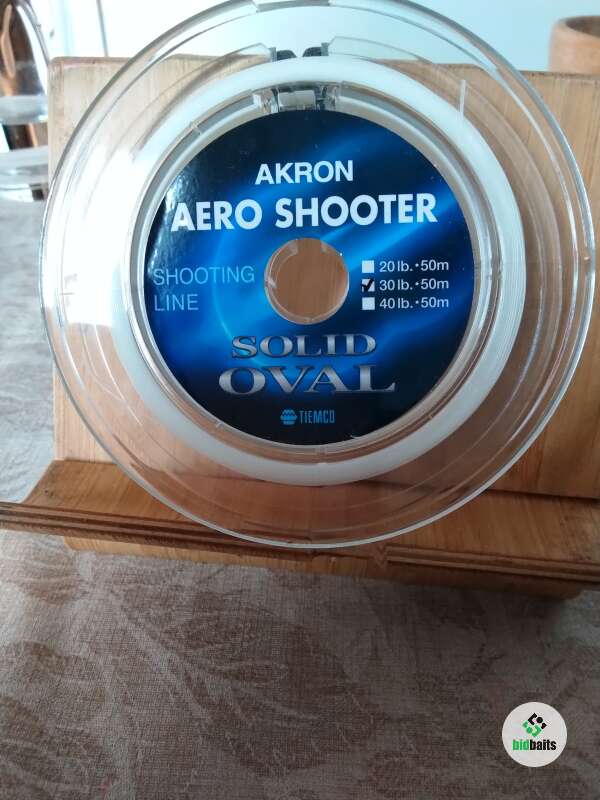 AKRON
AERO SHOOTER
SHOOTING
LINE
20 lb.•50m
30 lb.•50m
40 lb.•50m
SOLID
OVAL
TIEMCO
bidbaits